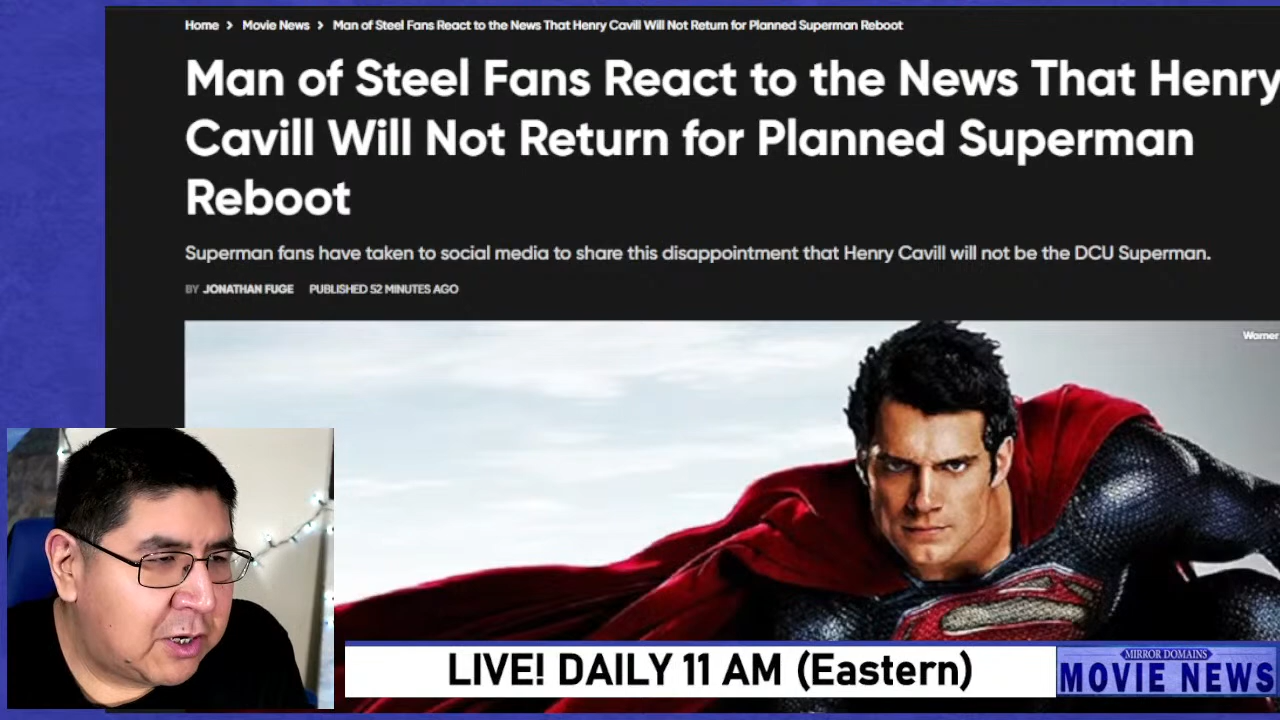 Home > Movie News > Man of Steel Fans React to the News That Henry Cavill Will Not Return for Planned Superman Reboot
Man of Steel Fans React to the News That Henry
Cavill Will Not Return for Planned Superman
Reboot
Superman fans have taken to social media to share this disappointment that Henry Cavill will not be the DCU Superman.
BY JONATHAN FUGE PUBLISHED 52 MINUTES AGO
Warner
LIVE! DAILY 11 AM (Eastern)
MIRROR DOMAINS
MOVIE NEWS